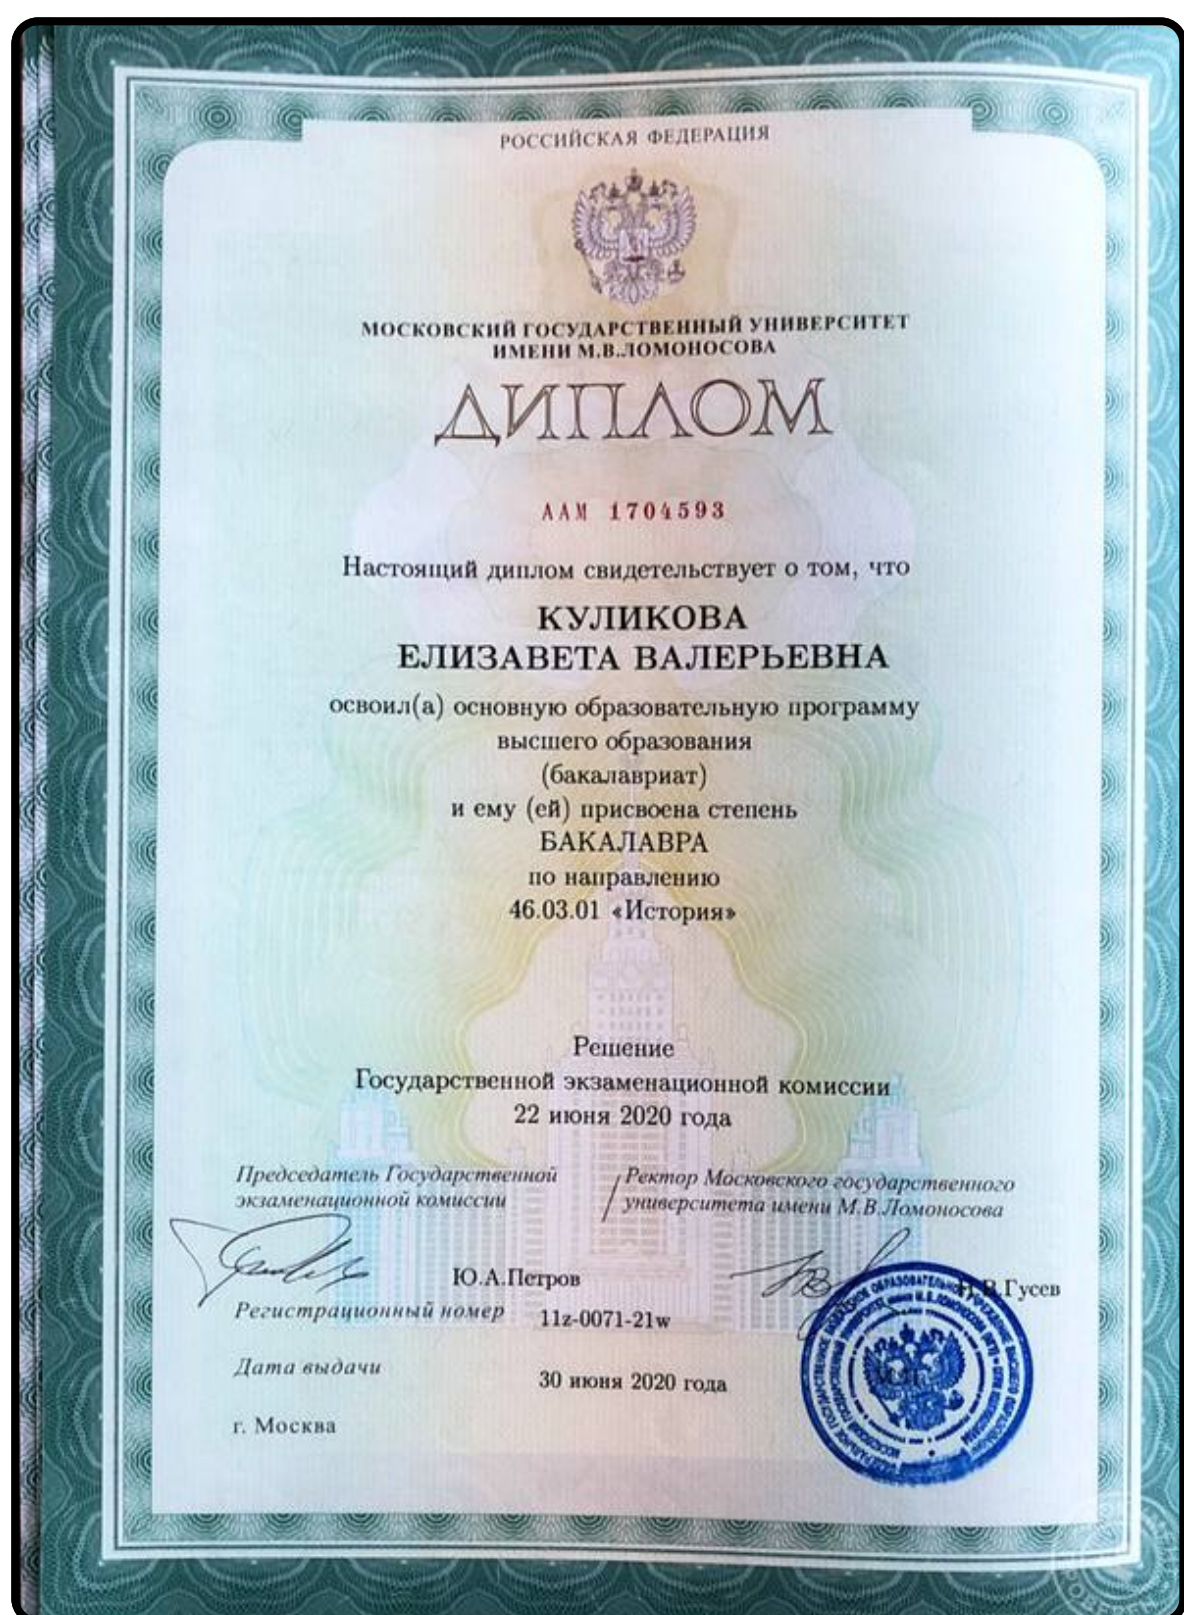 РОССИЙСКАЯ ФЕДЕРАЦИЯ
МОСКОВСКИЙ ГОСУДАРСТВЕННЫЙ УНИВЕРСИТЕТ
ИМЕНИ М.В.ЛОМОНОСОВА
ДИПЛОМ
ААМ 1704593
Настоящий диплом свидетельствует о том, что
КУЛИКОВА
ЕЛИЗАВЕТА ВАЛЕРЬЕВНА
освоил(а) основную образовательную программу
высшего образования
(бакалавриат)
и ему (ей) присвоена степень
БАКАЛАВРА
по направлению
46.03.01 «История»
Решение
Государственной экзаменационной комиссии
22 июня 2020 года
Председатель Государственной
экзаменационной комиссии
Ректор Московского государственного
университета имени М.В.Ломоносова
Ю.А.Петров
В.Гусев
Регистрационный номер 11z-0071-21w
Дата выдачи 30 июня 2020 года
М.П.
г. Москва